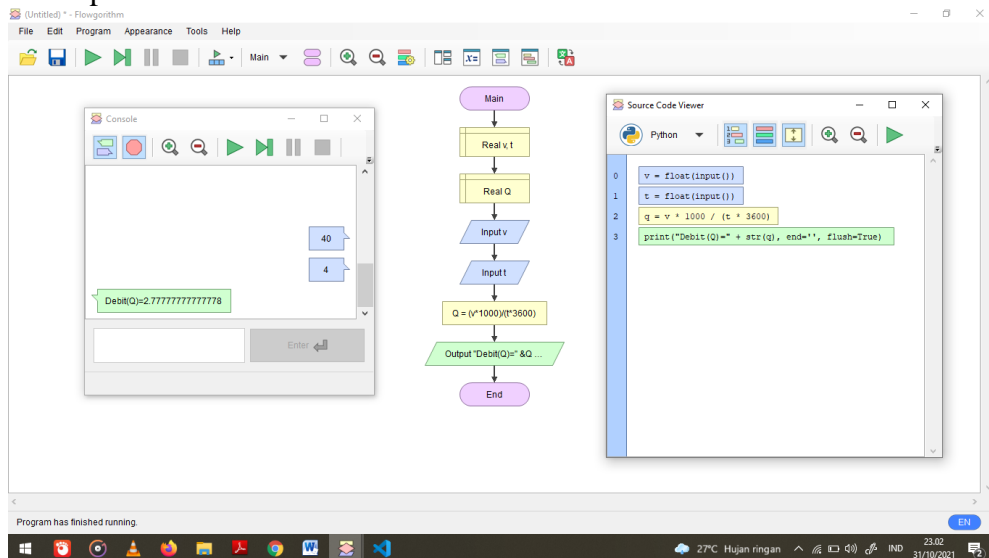 (Untitled) * - Flowgorithm
File Edit Program Appearance Tools Help
Main
Console
40
4
Debit(Q)=2.77777777777778
Enter
Main
Real v, t
Real Q
Input v
Input t
Q = (v*1000)/(t*3600)
Output "Debit(Q)=" &Q ...
End
Source Code Viewer
Python
0 v = float(input())
1 t = float(input())
2 q = v * 1000 / (t * 3600)
3 print("Debit(Q)=" + str(q), end='', flush=True)
Program has finished running.
EN
27°C Hujan ringan
IND
23.02
31/10/2021
2